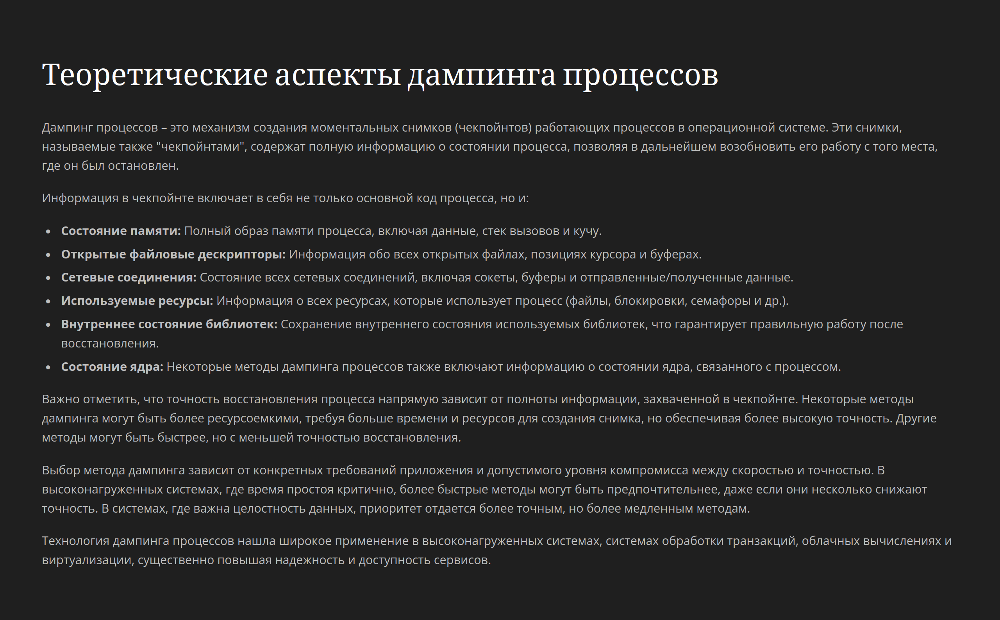 Теоретические аспекты дампинга процессов
Дампинг процессов – это механизм создания моментальных снимков (чекпойнтов) работающих процессов в операционной системе. Эти снимки,
называемые также "чекпойнтами", содержат полную информацию о состоянии процесса, позволяя в дальнейшем возобновить его работу с того места,
где он был остановлен.
Информация в чекпойнте включает в себя не только основной код процесса, но и:
• Состояние памяти: Полный образ памяти процесса, включая данные, стек вызовов и кучу.
• Открытые файловые дескрипторы: Информация обо всех открытых файлах, позициях курсора и буферах.
• Сетевые соединения: Состояние всех сетевых соединений, включая сокеты, буферы и отправленные/полученные данные.
• Используемые ресурсы: Информация о всех ресурсах, которые использует процесс (файлы, блокировки, семафоры и др.).
• Внутреннее состояние библиотек: Сохранение внутреннего состояния используемых библиотек, что гарантирует правильную работу после
восстановления.
• Состояние ядра: Некоторые методы дампинга процессов также включают информацию о состоянии ядра, связанного с процессом.
Важно отметить, что точность восстановления процесса напрямую зависит от полноты информации, захваченной в чекпойнте. Некоторые методы
дампинга могут быть более ресурсоемкими, требуя больше времени и ресурсов для создания снимка, но обеспечивая более высокую точность. Другие
методы могут быть быстрее, но с меньшей точностью восстановления.
Выбор метода дампинга зависит от конкретных требований приложения и допустимого уровня компромисса между скоростью и точностью. В
высоконагруженных системах, где время простоя критично, более быстрые методы могут быть предпочтительнее, даже если они несколько снижают
точность. В системах, где важна целостность данных, приоритет отдается более точным, но более медленным методам.
Технология дампинга процессов нашла широкое применение в высоконагруженных системах, системах обработки транзакций, облачных вычислениях и
виртуализации, существенно повышая надежность и доступность сервисов.